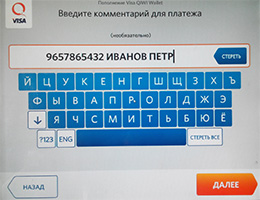 Пополнение Visa QIWI Wallet
VISA
Введите комментарий для платежа
(необязательно)
9657865432 ИВАНОВ ПЕТР
СТЕРЕТЬ
Й Ц У К Е Н Г Ш Щ З Х Ъ
Ф Ы В А П Р О Л Д Ж Э
Я Ч С М И Т Ь Б Ю
?123 ENG СТЕРЕТЬ ВСЕ
НАЗАД ДАЛЕЕ